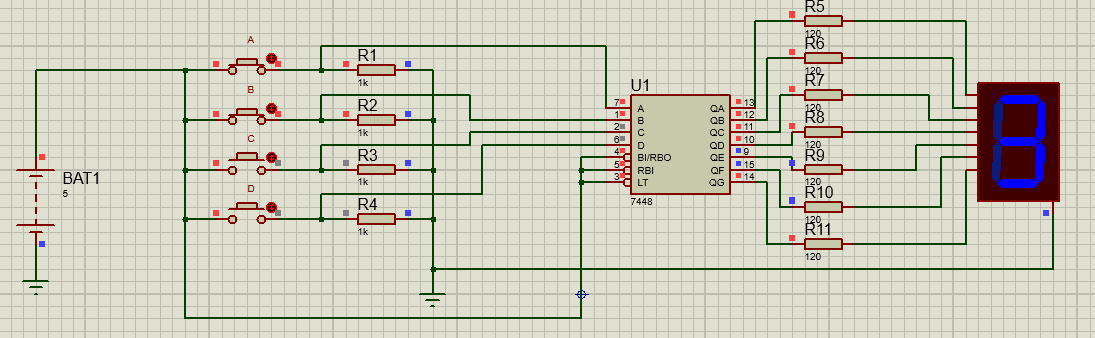 A
B
C
D
R1
1k
R2
1k
R3
1k
R4
1k
BAT1
5
U1
7 A QA 13
1 B QB 12
2 C QC 11
6 D QD 10
4 BI/RBO QE 9
5 RBI QF 15
3 LT QG 14
7448
R5
120
R6
120
R7
120
R8
120
R9
120
R10
120
R11
120
9